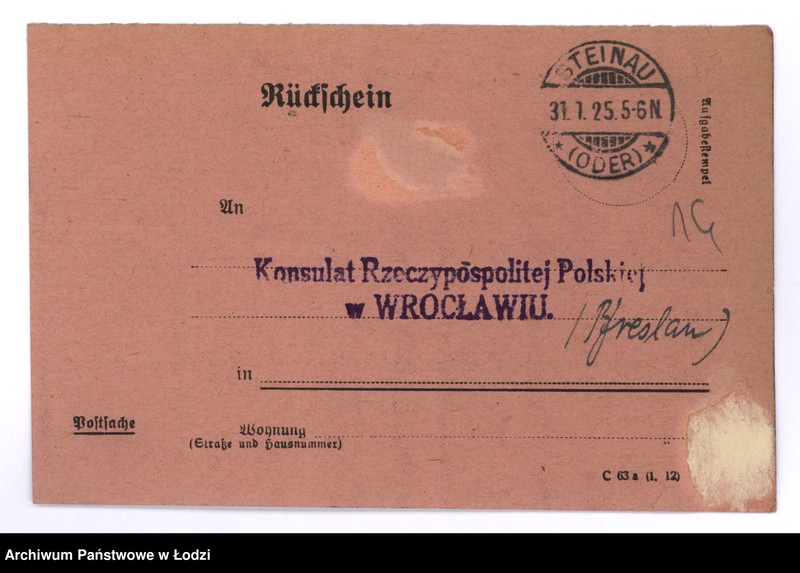 Rückschein
STEINAU
31.1.25.5-6N.
* (ODER) *
Aufgabestempel
An
Konsulat Rzeczypospolitej Polskiej
w WROCŁAWIU.
(Breslau)
in
Postsache
Wohnung
(Straße und Hausnummer)
C 63a (1. 12)
Archiwum Państwowe w Łodzi